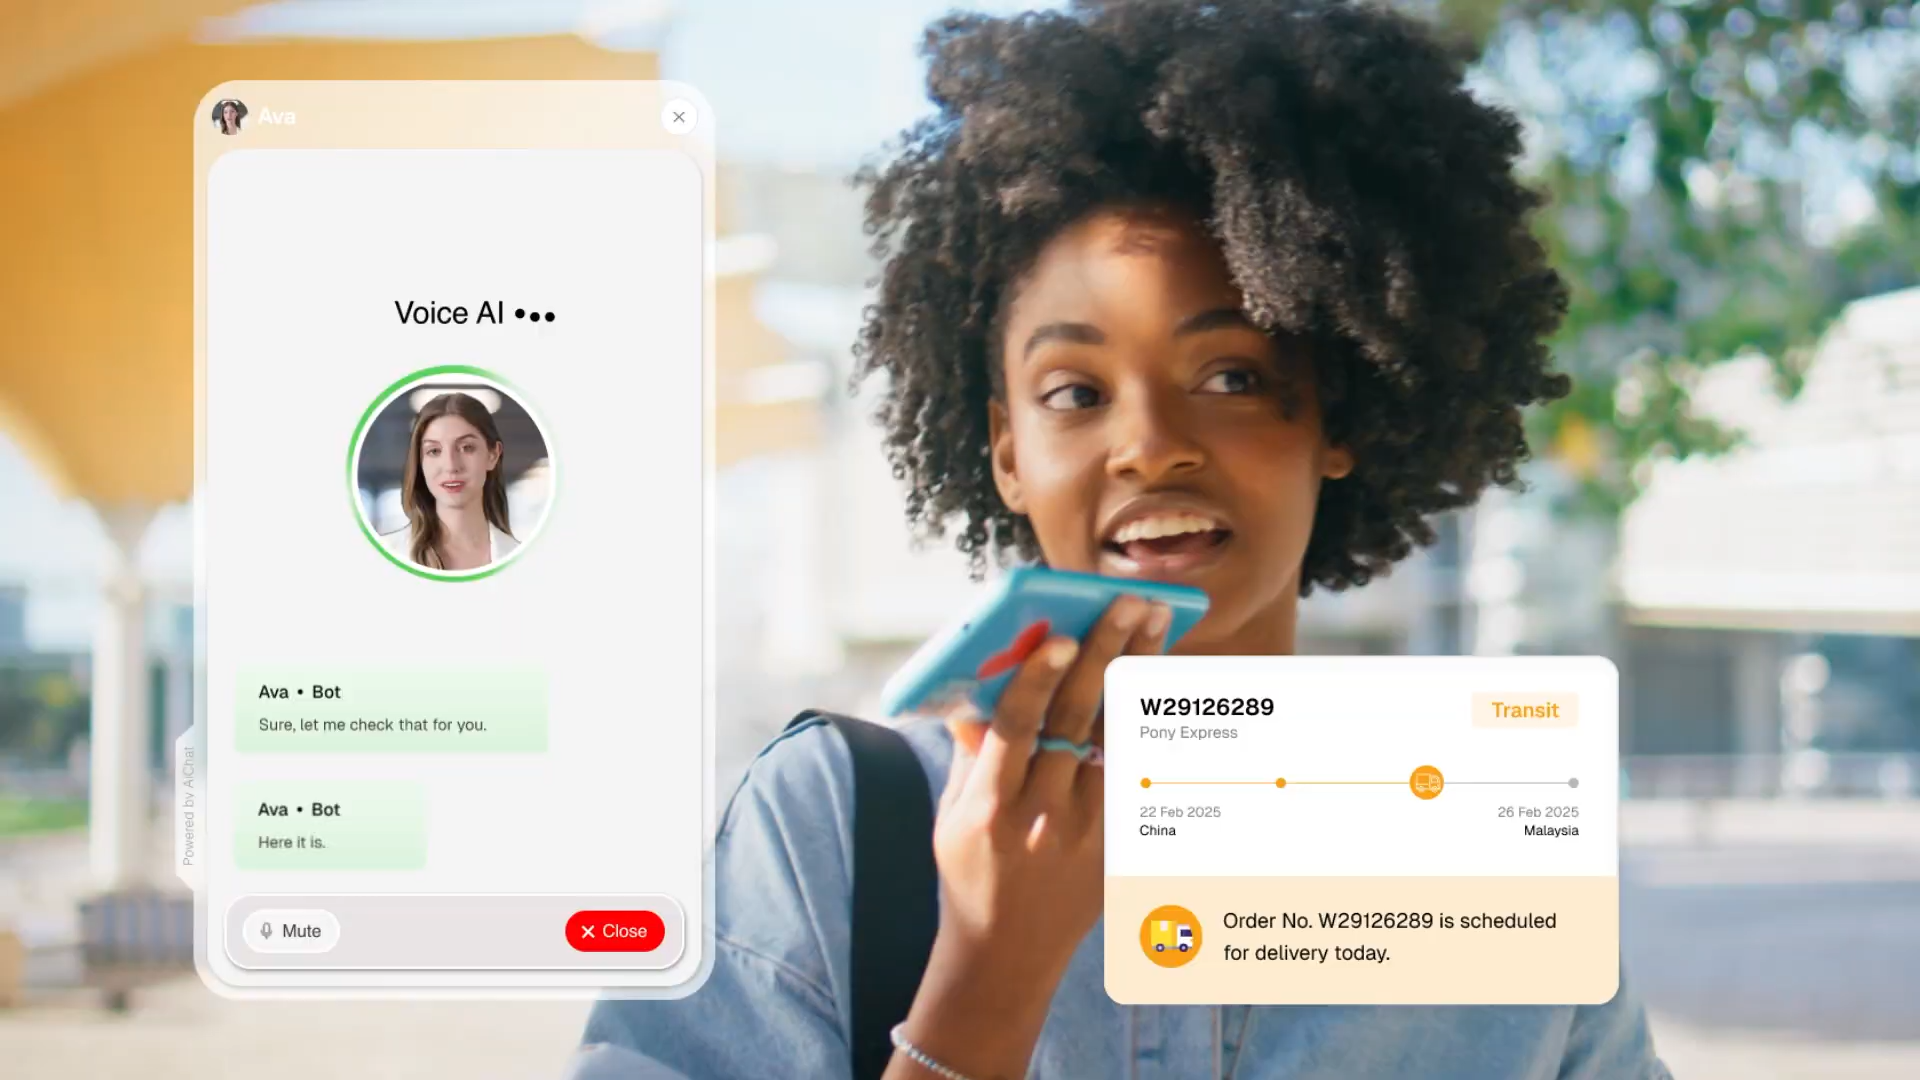 Ava
Voice AI
Ava • Bot
Sure, let me check that for you.
Ava • Bot
Here it is.
Powered by AiChat
Mute
Close
W29126289
Transit
Pony Express
22 Feb 2025
26 Feb 2025
China
Malaysia
Order No. W29126289 is scheduled
for delivery today.